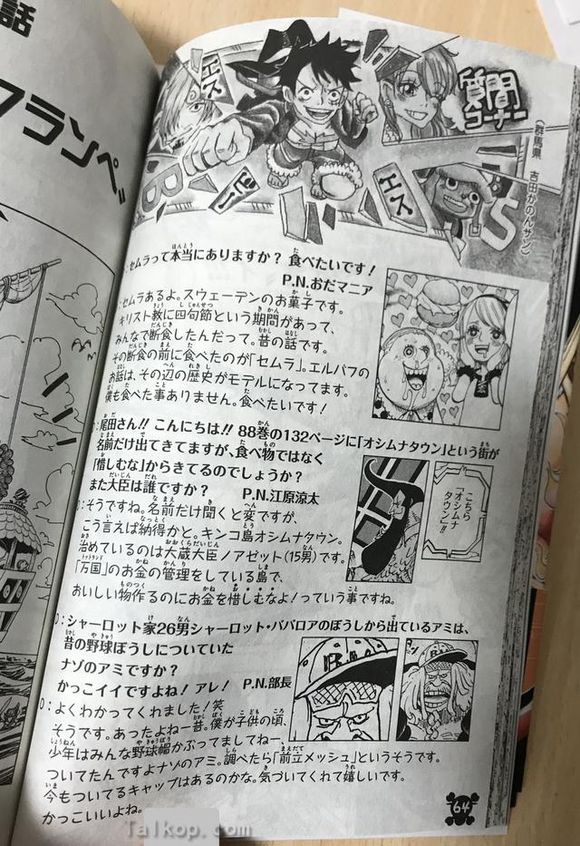 話
フランペ
質問
コーナー
エス
ビー
エス
B
S
(群馬県 吉田かのんサン)
:セムラって本当にありますか? 食べたいです!
P.N.おだマニア
:セムラあるよ。スウェーデンのお菓子です。
キリスト教に四旬節という期間があって、
みんなで断食したんだって。昔の話です。
その断食の前に食べたのが「セムラ」。エルバフの
お話は、その辺の歴史がモデルになってます。
僕も食べた事ありません。食べたいです!
D:尾田さん!! こんにちは!! 88巻の132ページに「オシムナタウン」という街が
名前だけ出てきてますが、食べ物ではなく
「惜しむな」からきてるのでしょうか?
また大臣は誰ですか? P.N.江原涼太
:そうですね。名前だけ聞くと変ですが、
こう言えば納得かと。キンコ島オシムナタウン。
治めているのは大蔵大臣ノアゼット(15男)です。
「万国」のお金の管理をしている島で、
おいしい物作るのにお金を惜しむなよ!っていう事ですね。
こちら
「オシムナ
タウン」!!
D:シャーロット家26男シャーロット・ババロアのぼうしから出ているアミは、
昔の野球ぼうしについていた
ナゾのアミですか?
かっこイイですよね! アレ! P.N.部長
O:よくわかってくれました!笑
そうです。あったよねー昔。僕が子供の頃、
少年はみんな野球帽かぶってましてねー、
ついてたんですよナゾのアミ。調べたら「前立メッシュ」というそうです。
今もついてるキャップはあるのかな。気づいてくれて嬉しいです。
かっこいいよね。
64
Talkop.com